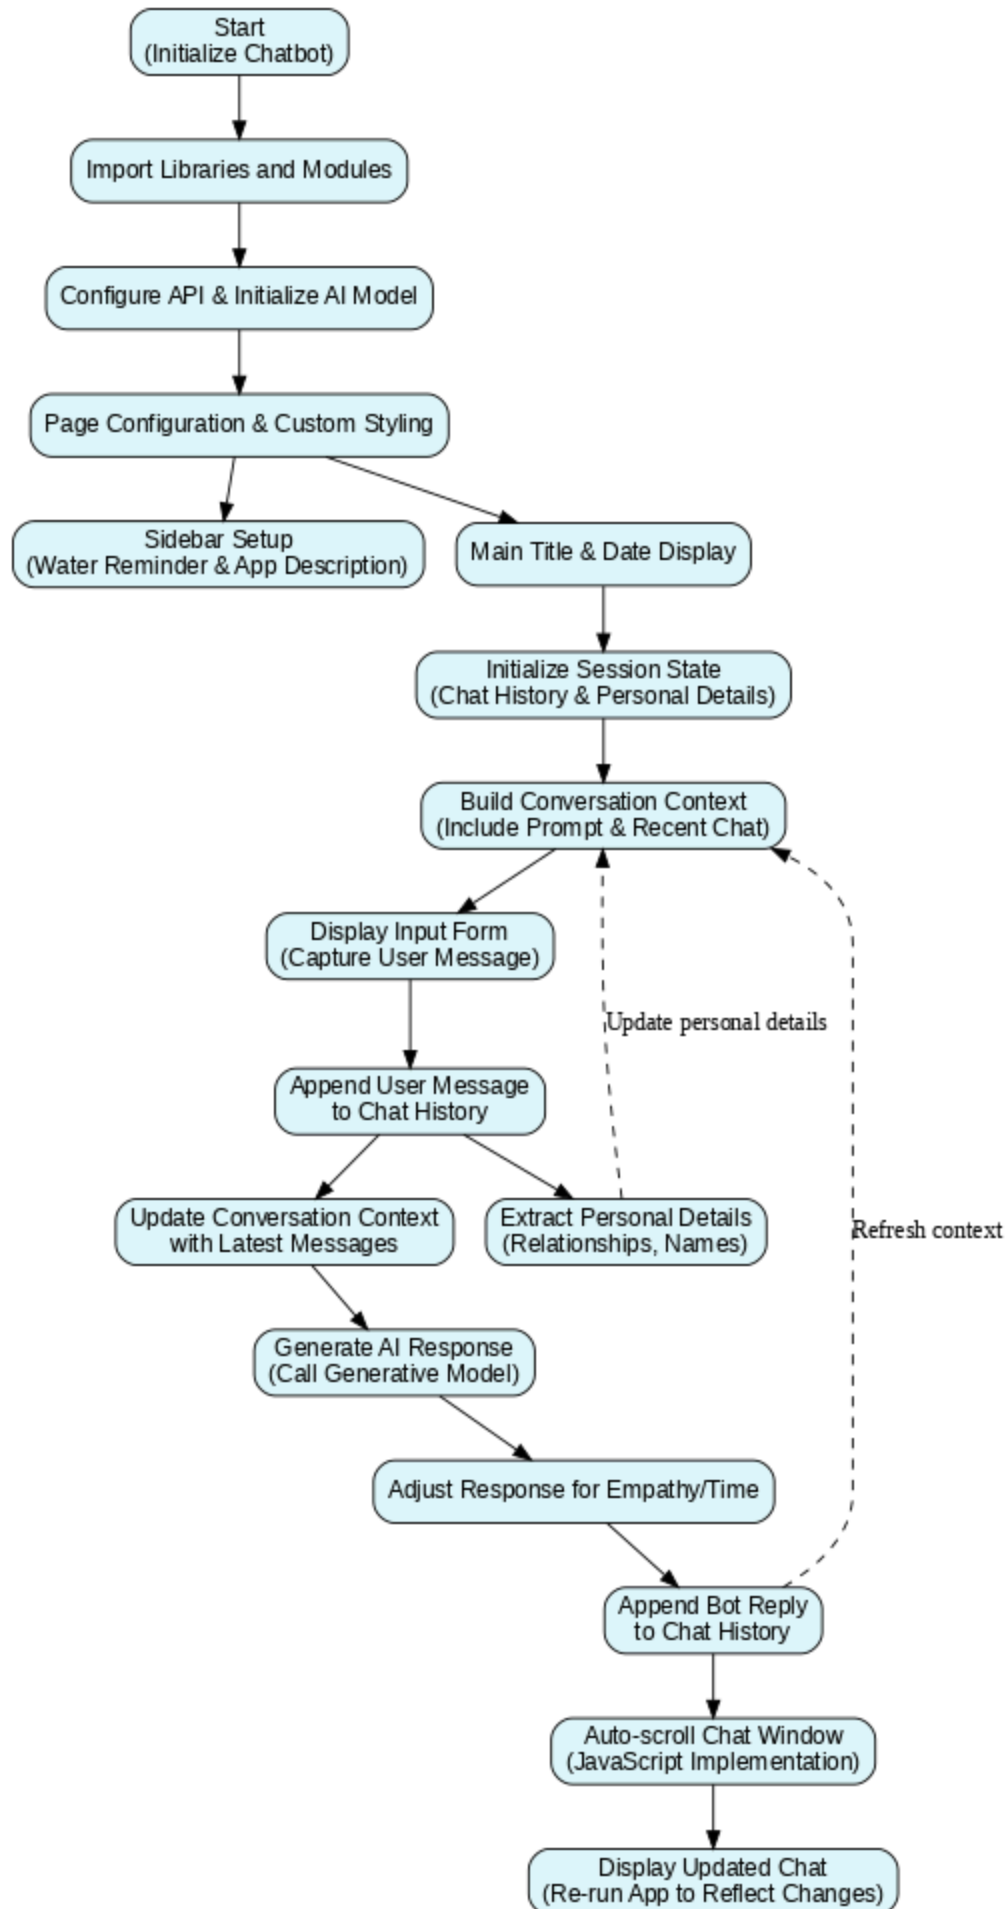 Start
(Initialize Chatbot)
Import Libraries and Modules
Configure API & Initialize AI Model
Page Configuration & Custom Styling
Sidebar Setup
(Water Reminder & App Description)
Main Title & Date Display
Initialize Session State
(Chat History & Personal Details)
Build Conversation Context
(Include Prompt & Recent Chat)
Display Input Form
(Capture User Message)
Update personal details
Append User Message
to Chat History
Update Conversation Context
with Latest Messages
Extract Personal Details
(Relationships, Names)
Refresh context
Generate AI Response
(Call Generative Model)
Adjust Response for Empathy/Time
Append Bot Reply
to Chat History
Auto-scroll Chat Window
(JavaScript Implementation)
Display Updated Chat
(Re-run App to Reflect Changes)